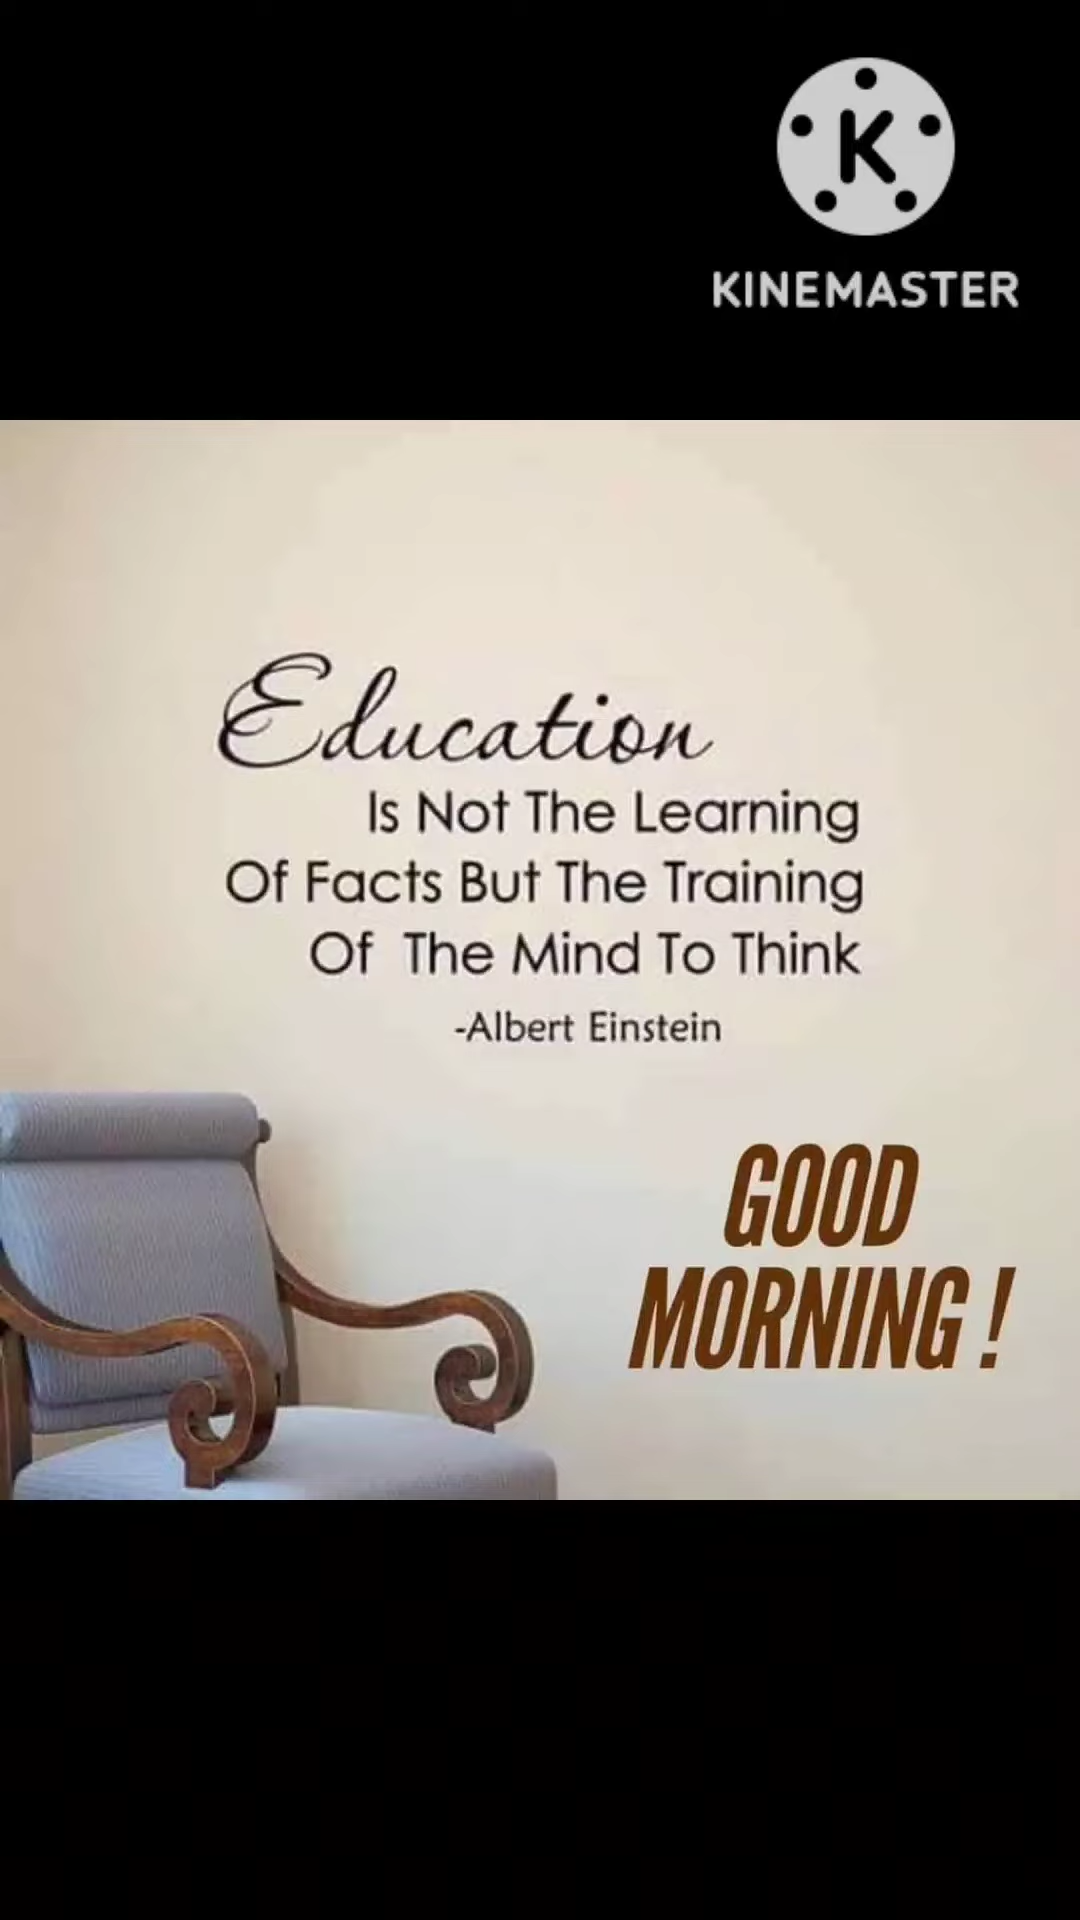 K
KINEMASTER
Education
Is Not The Learning
Of Facts But The Training
Of The Mind To Think
-Albert Einstein
GOOD
MORNING !